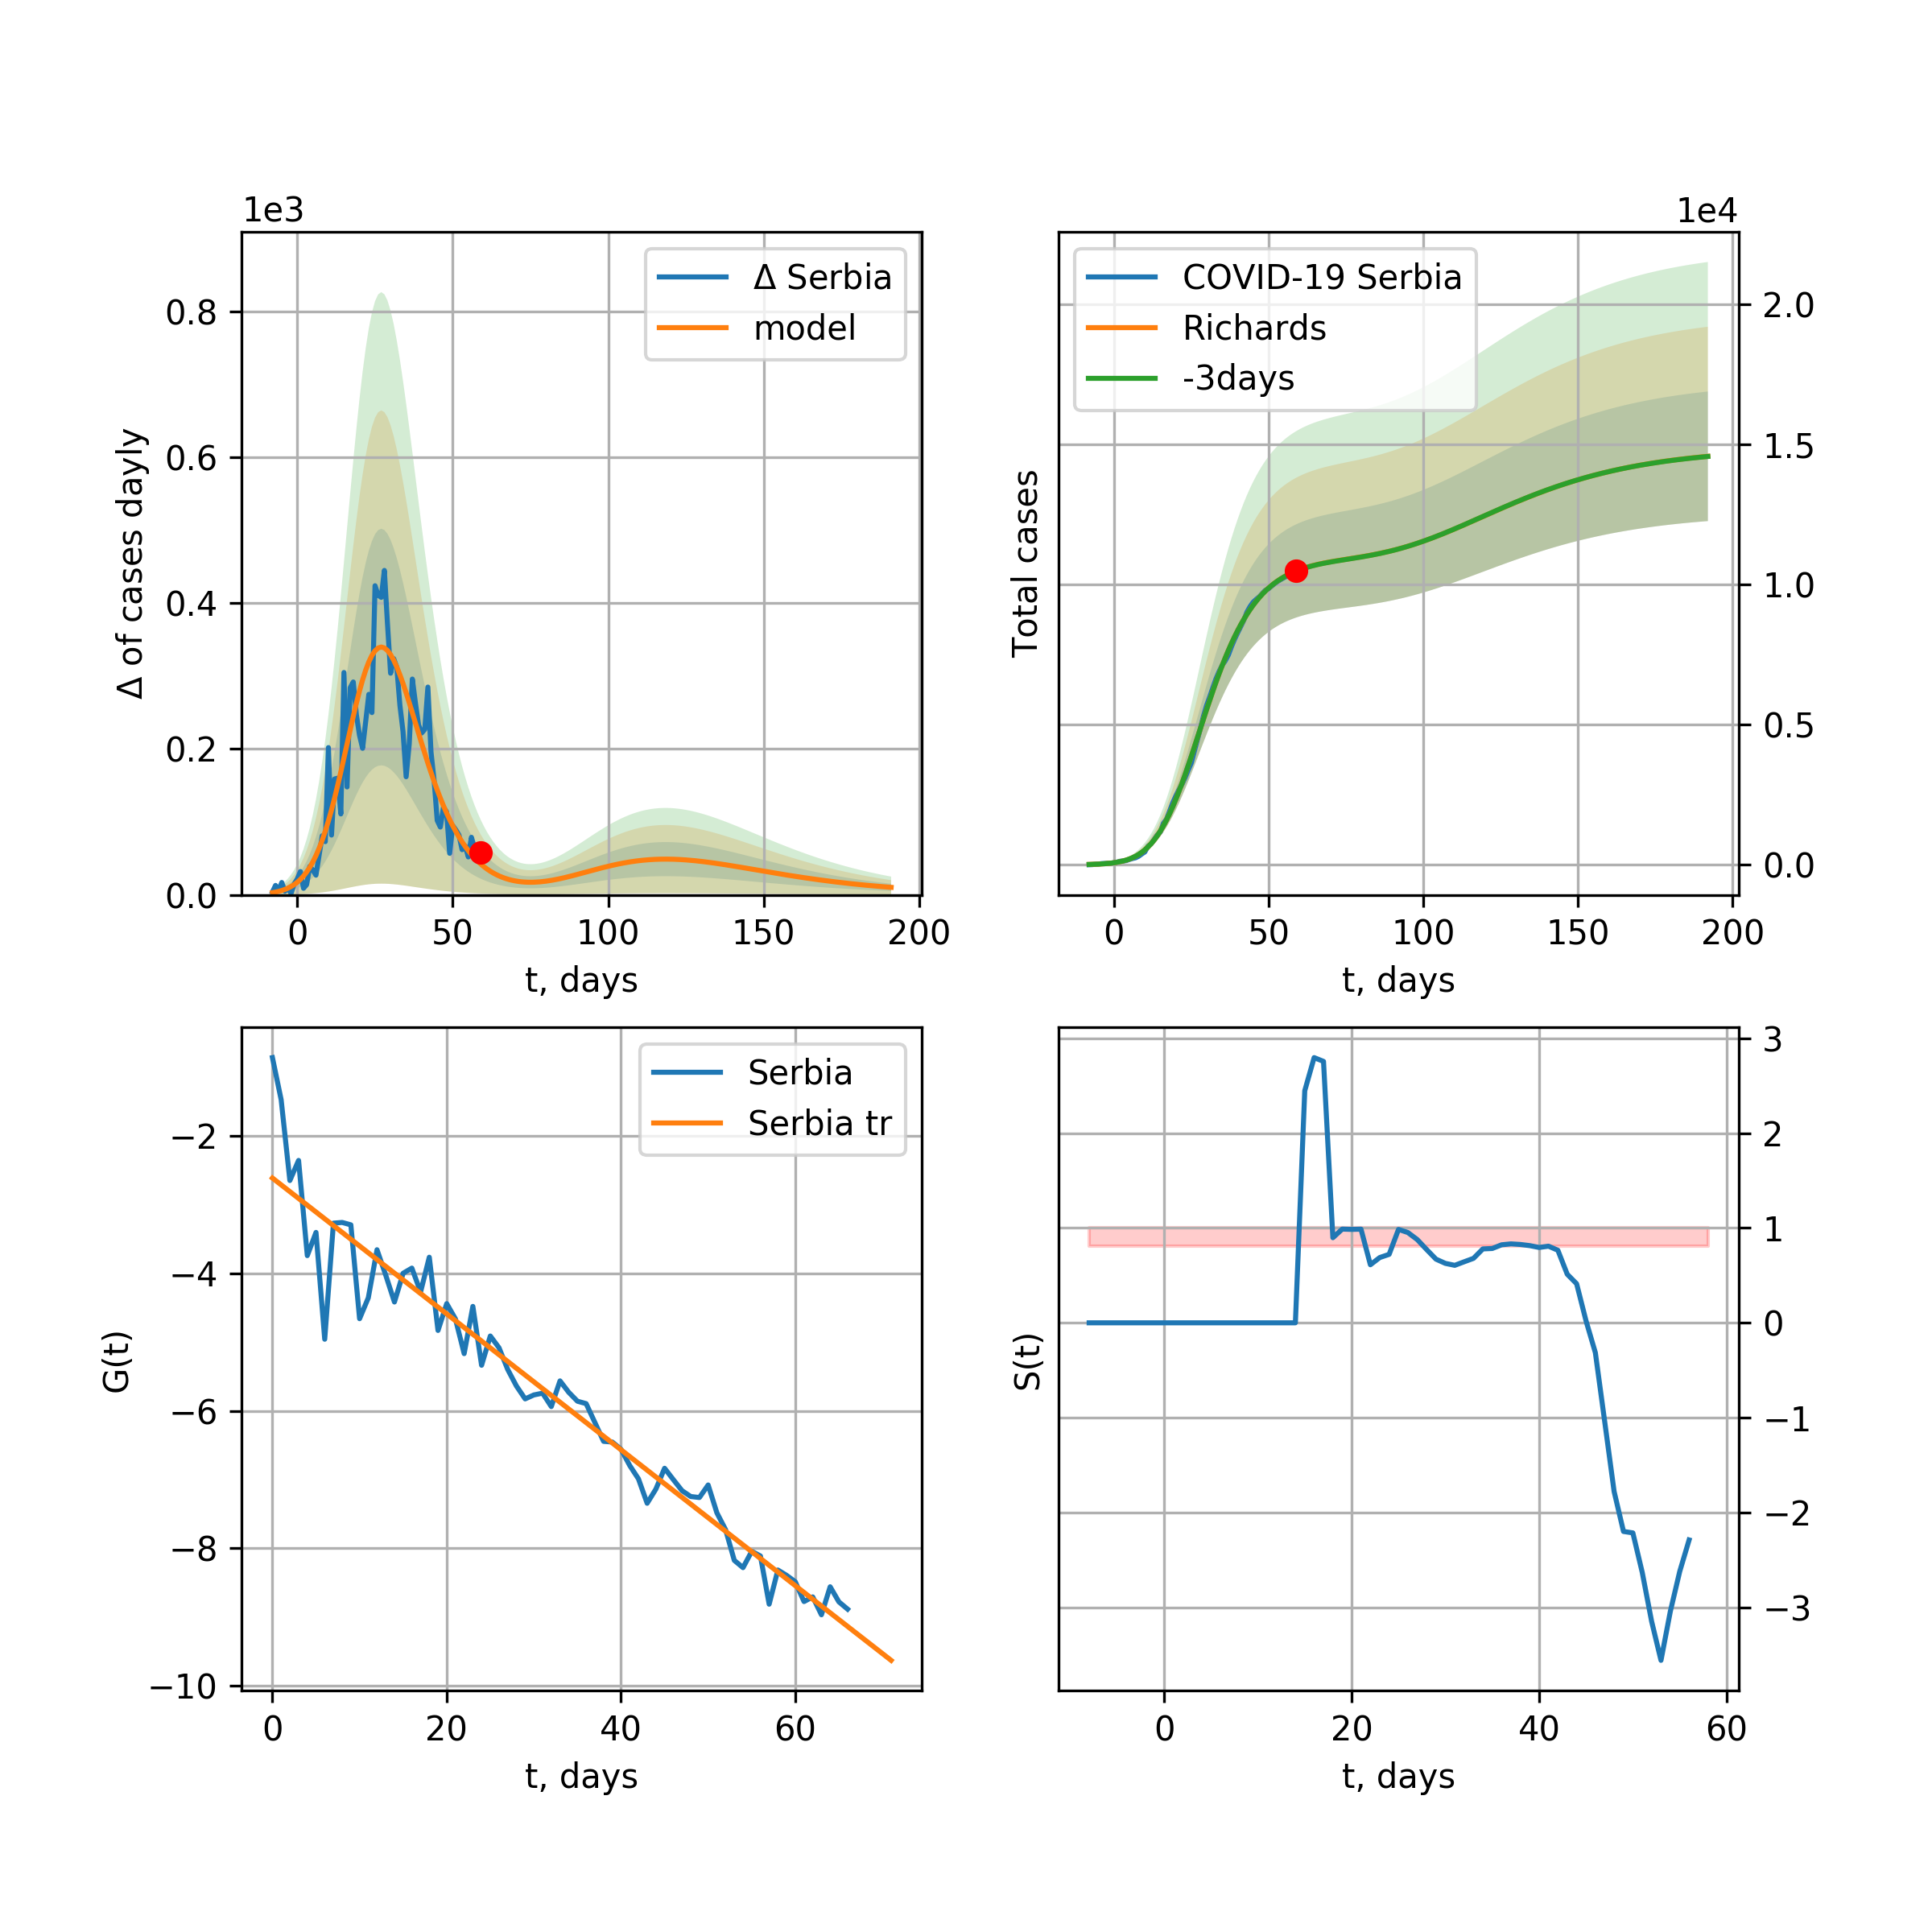 1e3
Δ Serbia
model
0.8
0.6
0.4
0.2
0.0
Δ of cases dayly
0 50 100 150 200
t, days
1e4
COVID-19 Serbia
Richards
-3days
2.0
1.5
1.0
0.5
0.0
Total cases
0 50 100 150 200
t, days
Serbia
Serbia tr
−2
−4
−6
−8
−10
G(t)
0 20 40 60
t, days
3
2
1
0
−1
−2
−3
S(t)
0 20 40 60
t, days